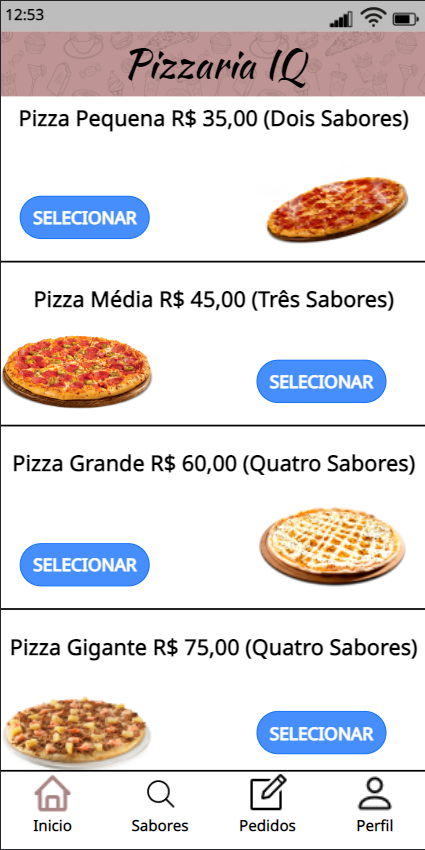 12:53
Pizzaria IQ
Pizza Pequena R$ 35,00 (Dois Sabores)
SELECIONAR
Pizza Média R$ 45,00 (Três Sabores)
SELECIONAR
Pizza Grande R$ 60,00 (Quatro Sabores)
SELECIONAR
Pizza Gigante R$ 75,00 (Quatro Sabores)
SELECIONAR
Inicio Sabores Pedidos Perfil